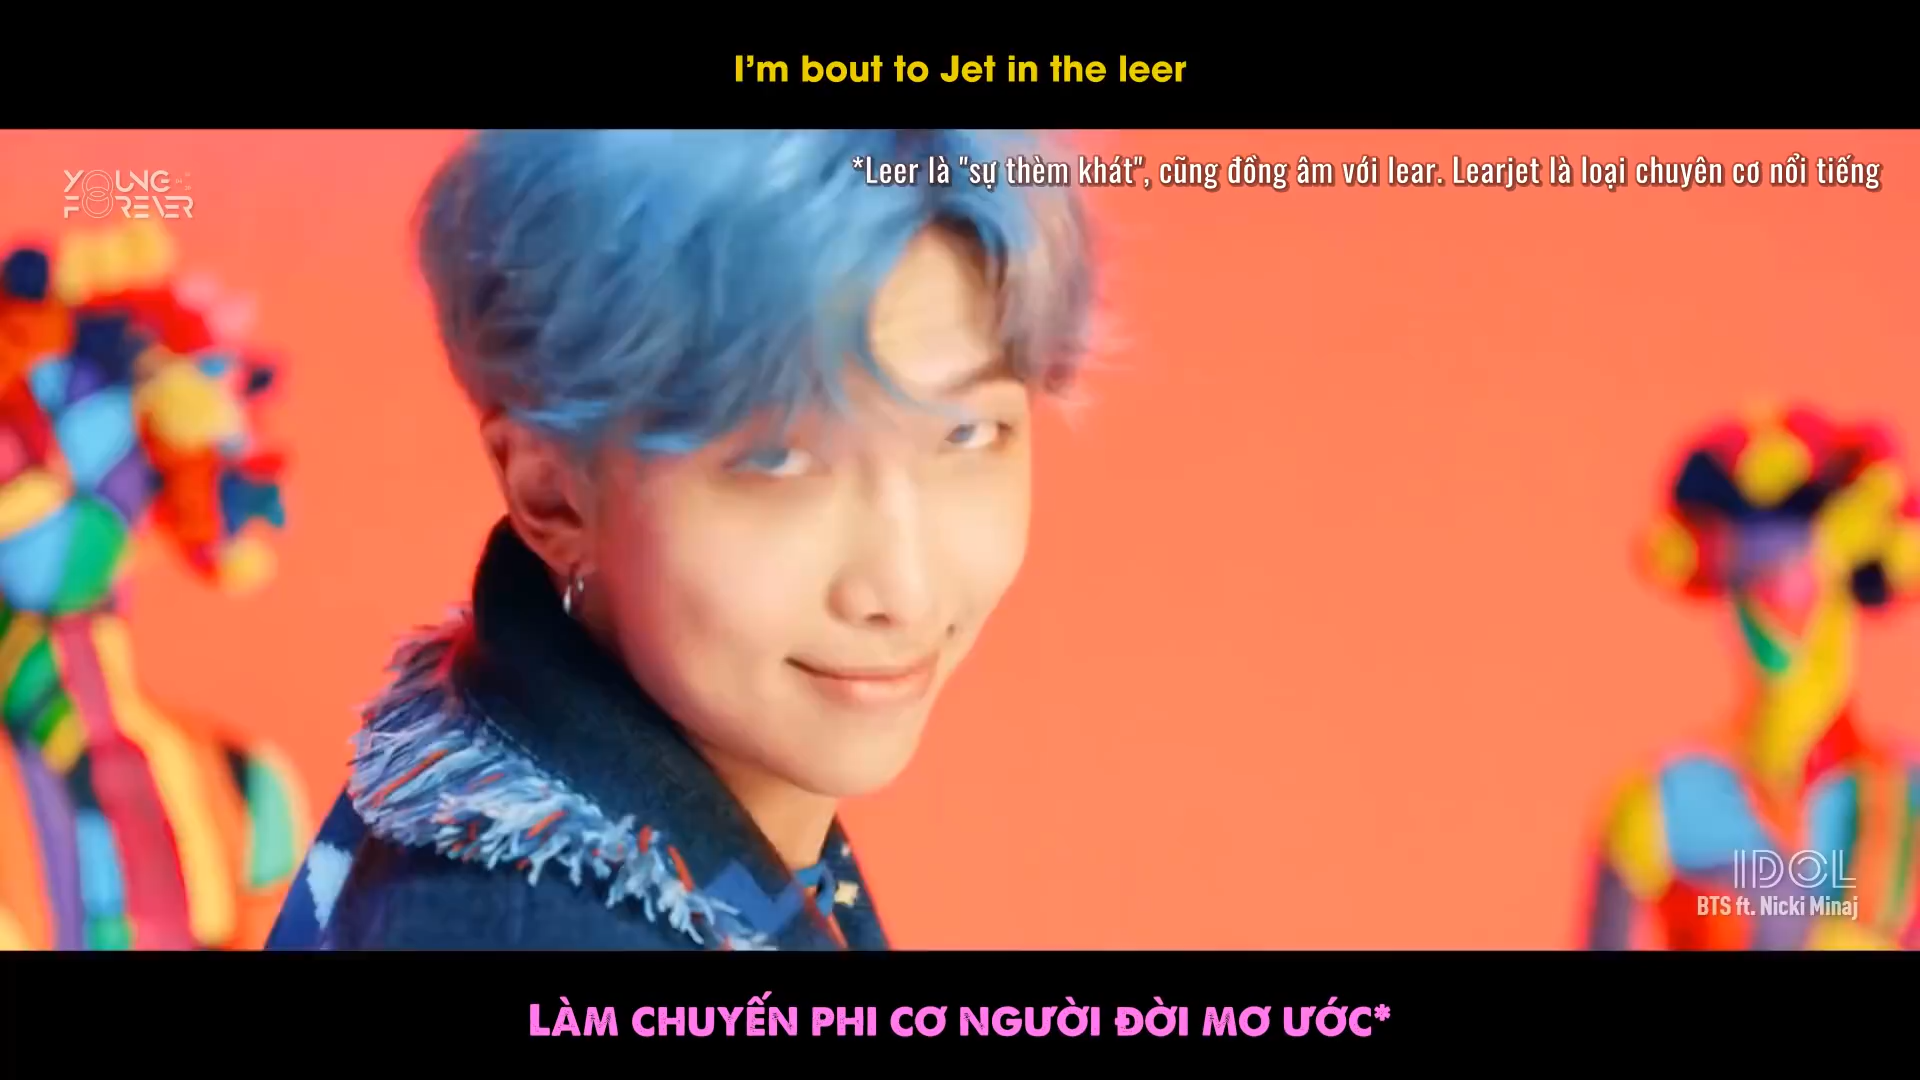 I'm bout to Jet in the leer
YOUNG
FOREVER
*Leer là "sự thèm khát", cũng đồng âm với lear. Learjet là loại chuyên cơ nổi tiếng
IDOL
BTS ft. Nicki Minaj
LÀM CHUYẾN PHI CƠ NGƯỜI ĐỜI MƠ ƯỚC*